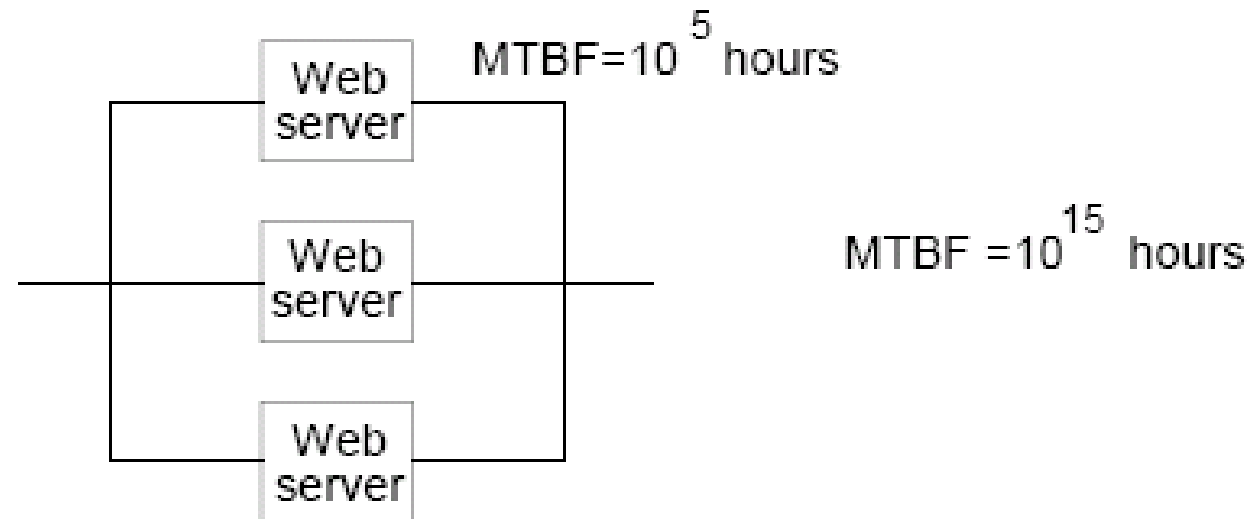 Web
server
MTBF=10^5 hours
Web
server
MTBF =10^15 hours
Web
server